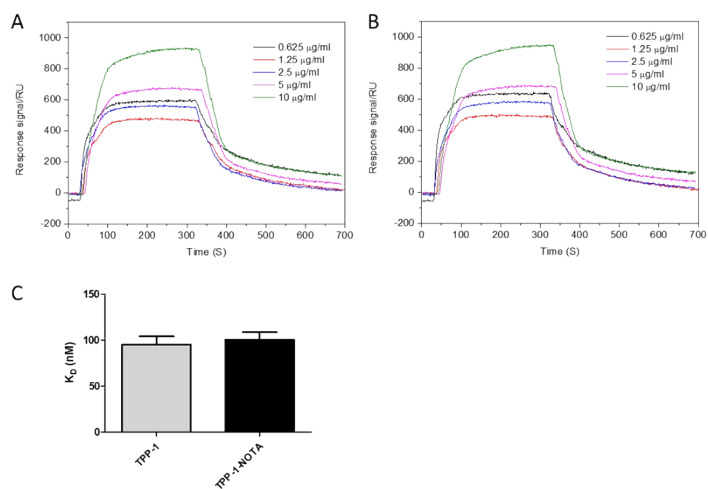 A
1000
800
600
400
200
0
-200
Response signal/RU
0 100 200 300 400 500 600 700
Time (S)
0.625 µg/ml
1.25 µg/ml
2.5 µg/ml
5 µg/ml
10 µg/ml
B
1000
800
600
400
200
0
-200
Response signal/RU
0 100 200 300 400 500 600 700
Time (S)
0.625 µg/ml
1.25 µg/ml
2.5 µg/ml
5 µg/ml
10 µg/ml
C
150
100
50
0
KD (nM)
TPP-1
TPP-1-NOTA